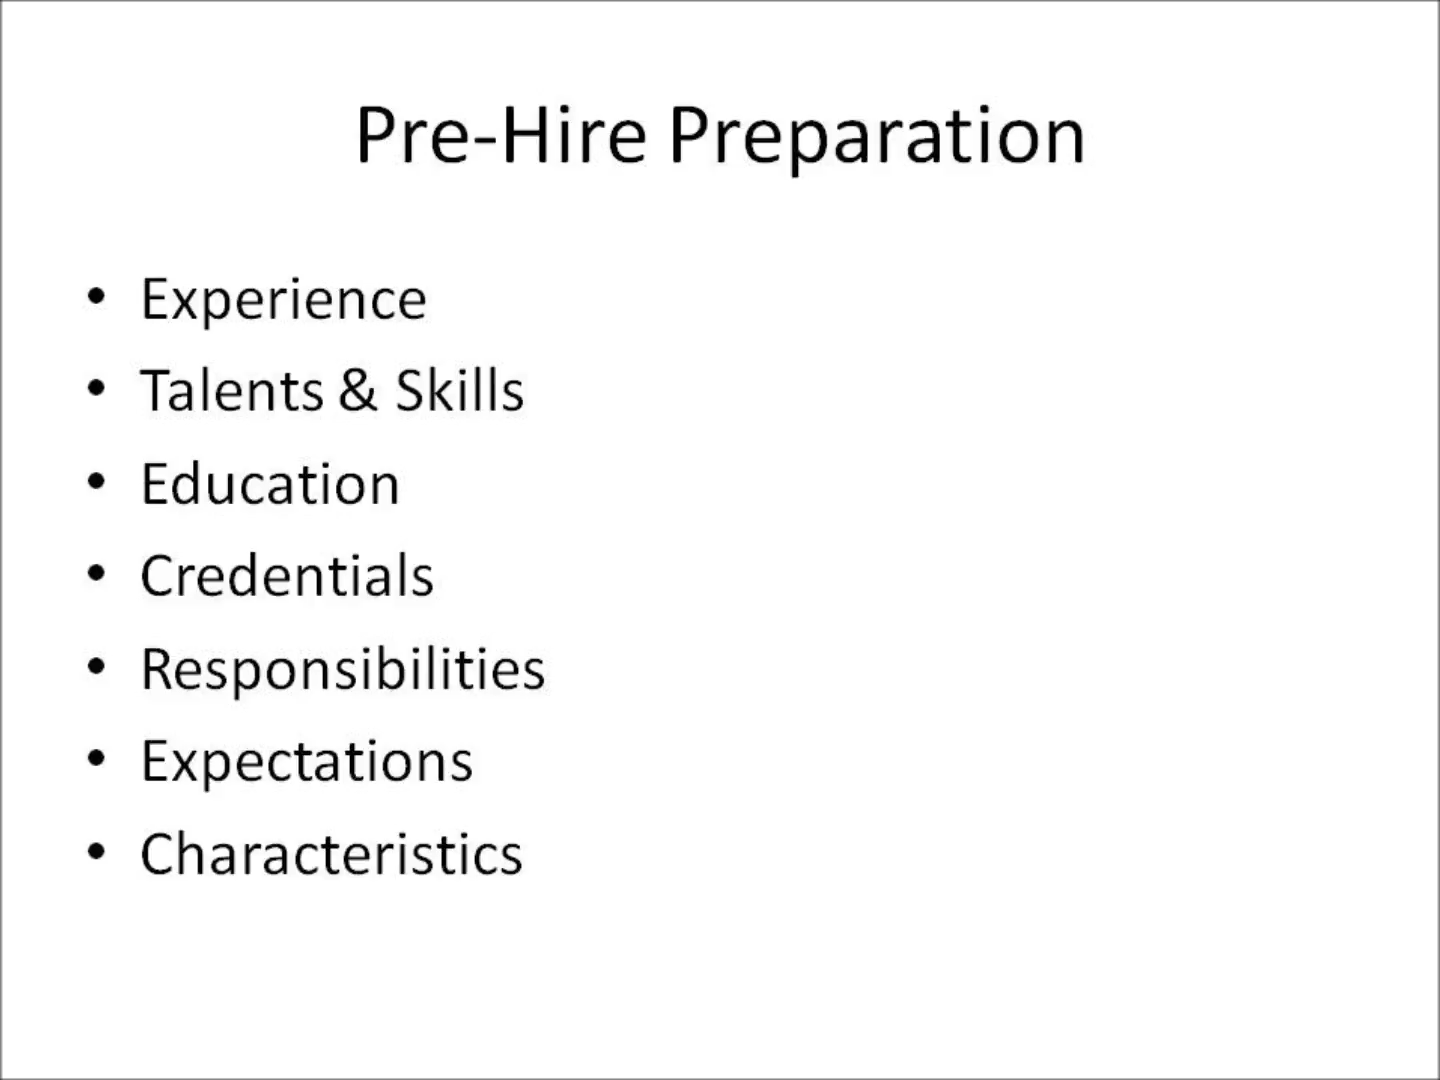 Pre-Hire Preparation
• Experience
• Talents & Skills
• Education
• Credentials
• Responsibilities
• Expectations
• Characteristics